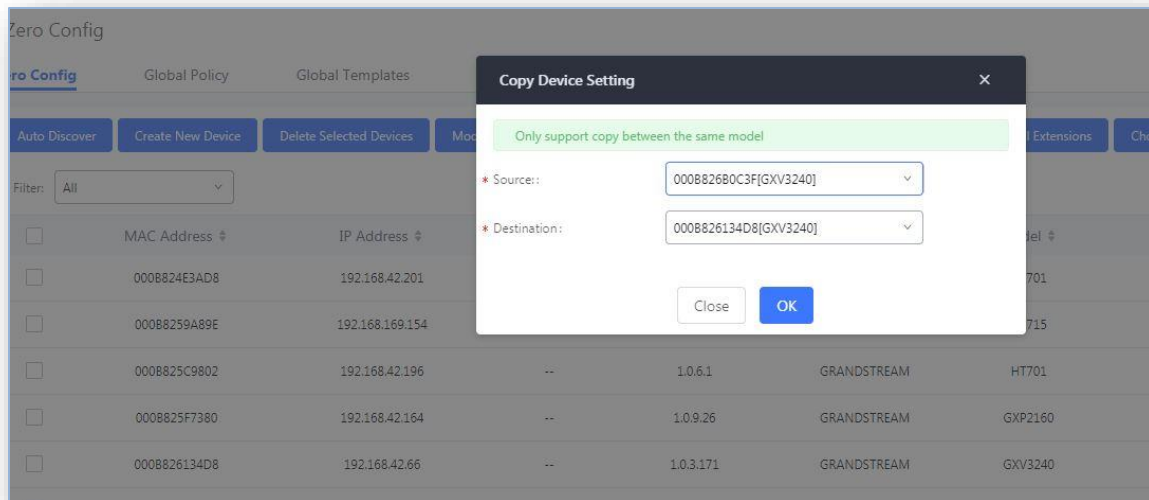 Zero Config
ro Config Global Policy Global Templates
Copy Device Setting ×
Auto Discover Create New Device Delete Selected Devices Mod
Only support copy between the same model
l Extensions Cho
Filter: All
* Source:: 000B826B0C3F[GXV3240]
* Destination: 000B826134D8[GXV3240]
MAC Address IP Address del
000B824E3AD8 192.168.42.201 701
000B8259A89E 192.168.169.154 715
Close OK
000B825C9802 192.168.42.196 -- 1.0.6.1 GRANDSTREAM HT701
000B825F7380 192.168.42.164 -- 1.0.9.26 GRANDSTREAM GXP2160
000B826134D8 192.168.42.66 -- 1.0.3.171 GRANDSTREAM GXV3240